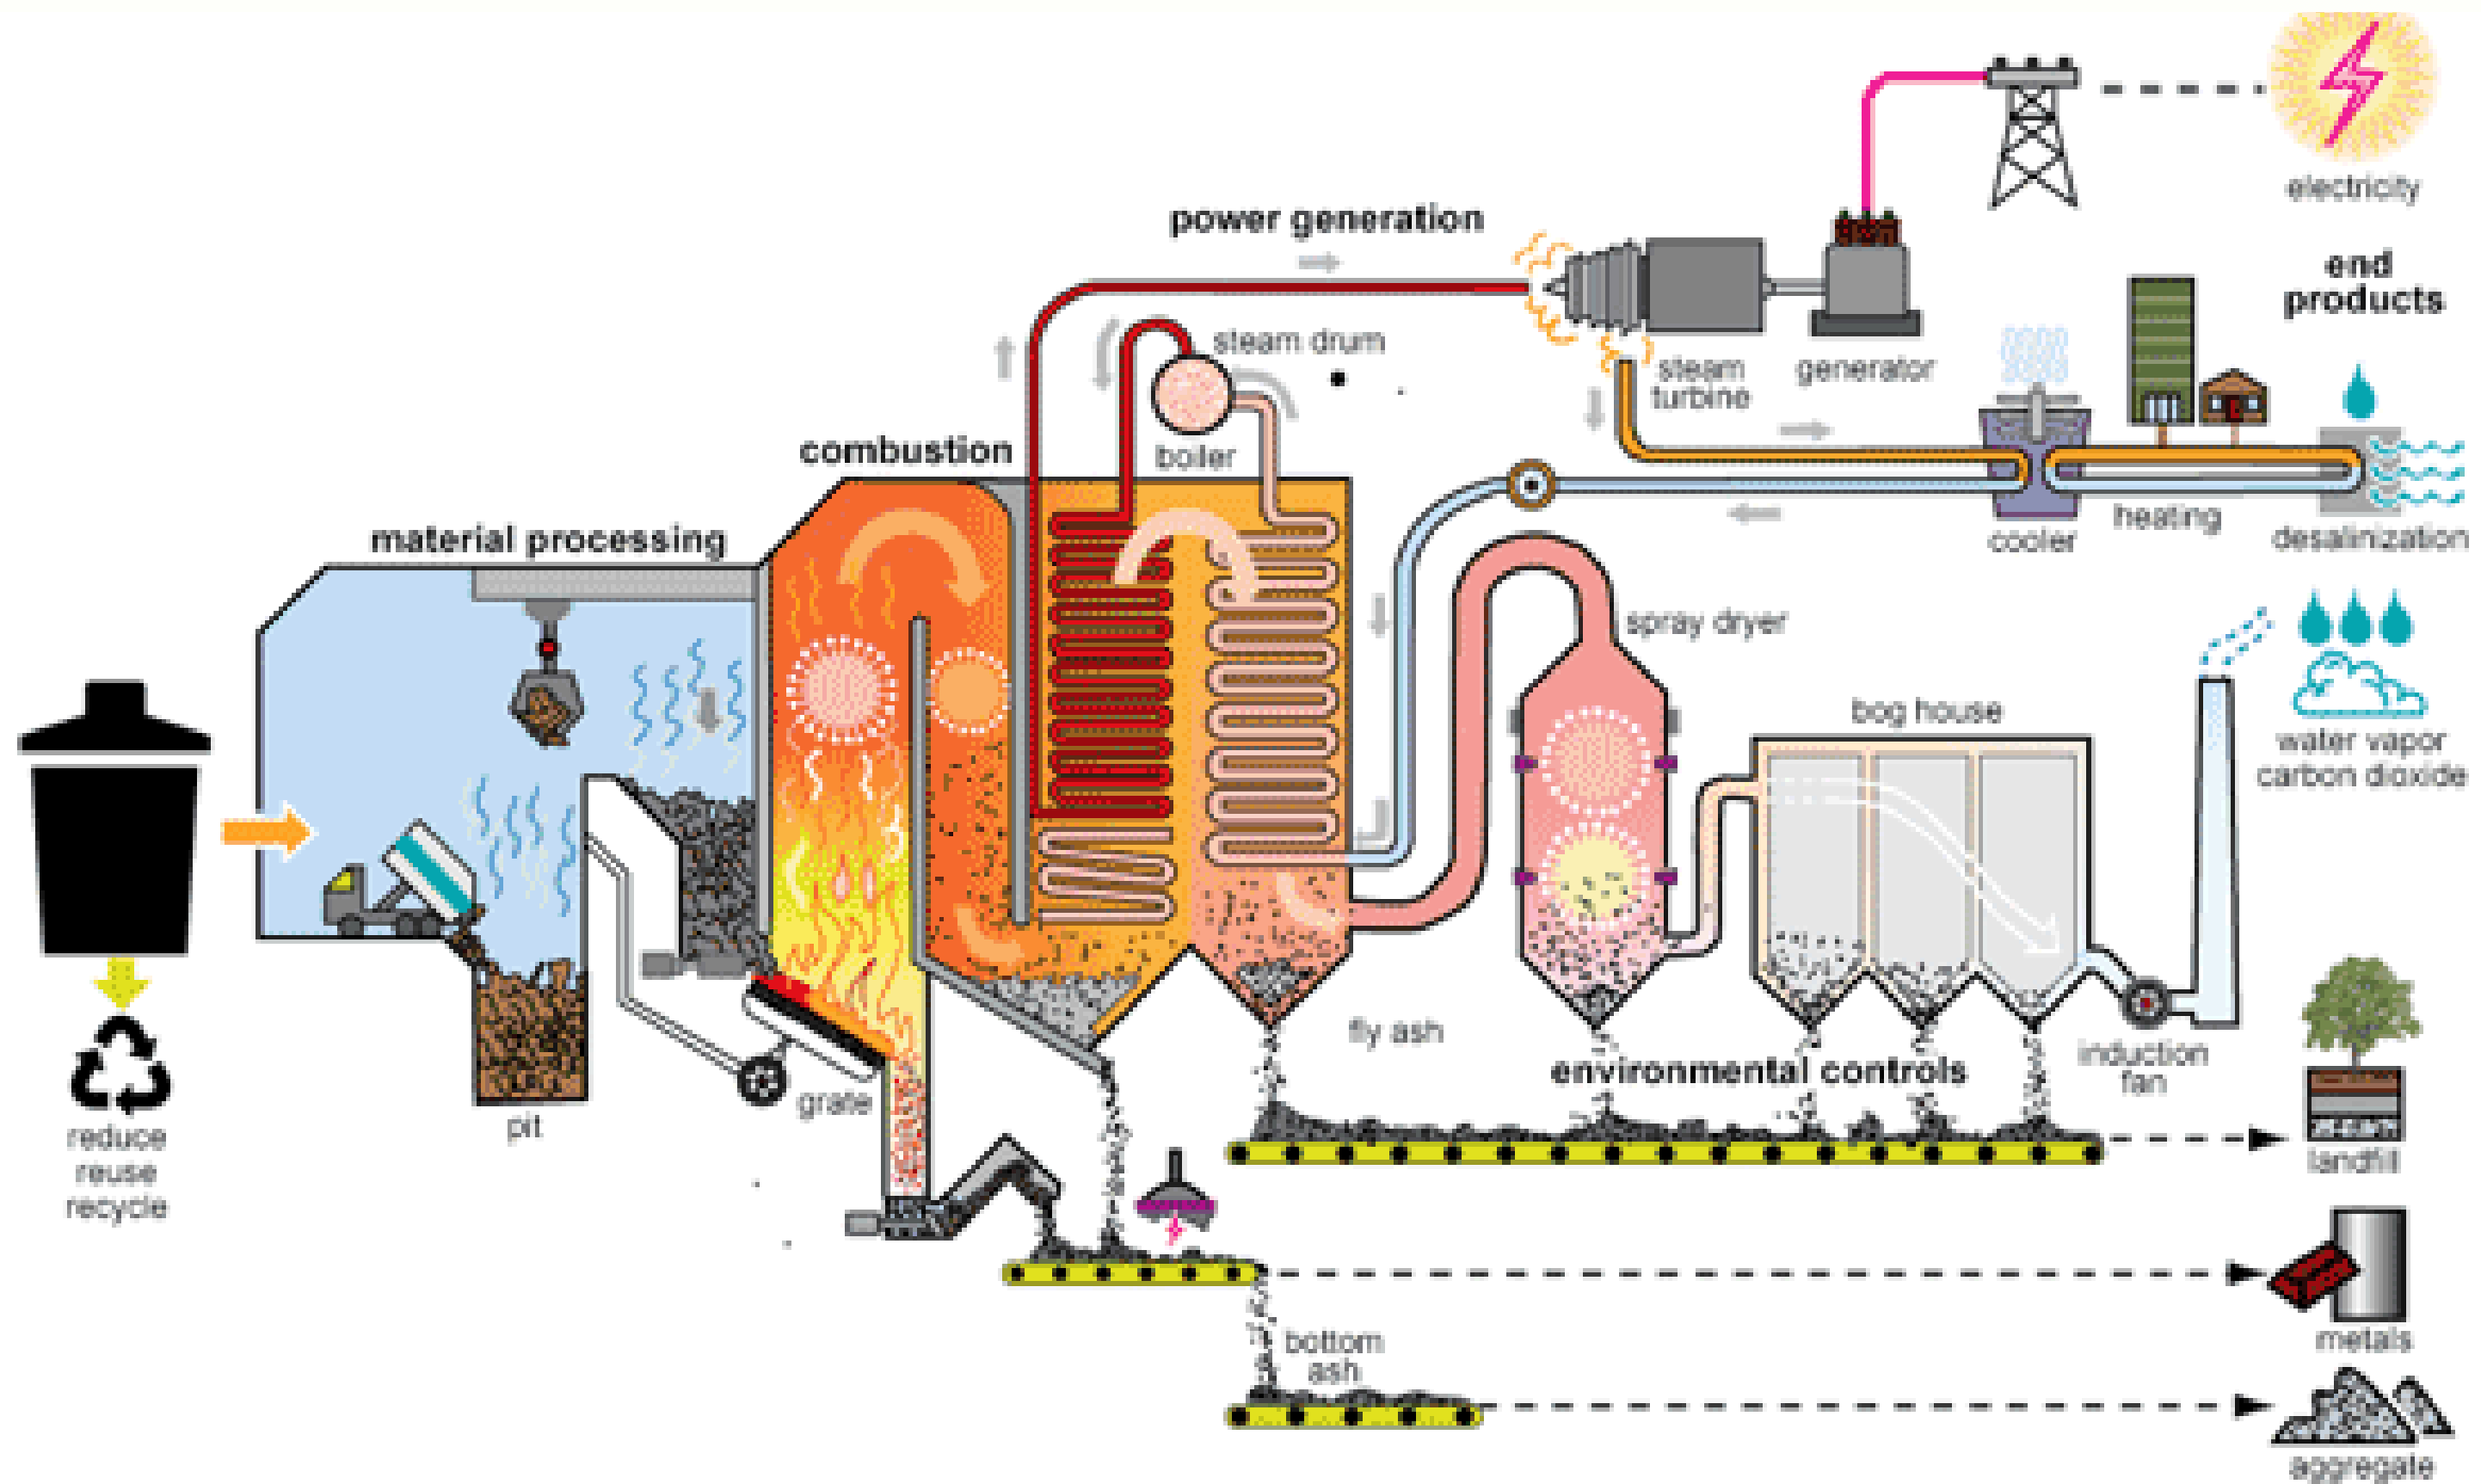 electricity
power generation
end
products
steam drum
steam
turbine
generator
combustion
boiler
material processing
cooler
heating
desalinization
spray dryer
bog house
water vapor
carbon dioxide
fly ash
environmental controls
induction
fan
grate
pit
reduce
reuse
recycle
landfill
metals
bottom
ash
aggregate